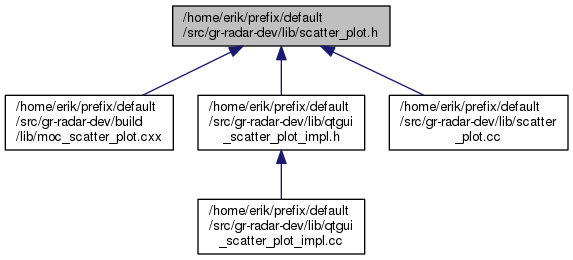 /home/erik/prefix/default
/src/gr-radar-dev/lib/scatter_plot.h
/home/erik/prefix/default
/src/gr-radar-dev/build
/lib/moc_scatter_plot.cxx
/home/erik/prefix/default
/src/gr-radar-dev/lib/qtgui
_scatter_plot_impl.h
/home/erik/prefix/default
/src/gr-radar-dev/lib/scatter
_plot.cc
/home/erik/prefix/default
/src/gr-radar-dev/lib/qtgui
_scatter_plot_impl.cc